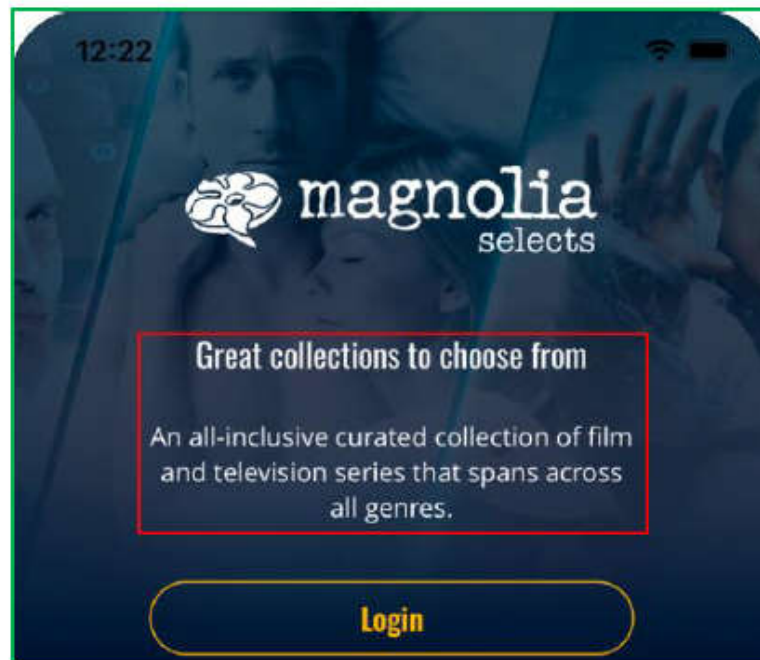 12:22
magnolia
selects
Great collections to choose from
An all-inclusive curated collection of film
and television series that spans across
all genres.
Login